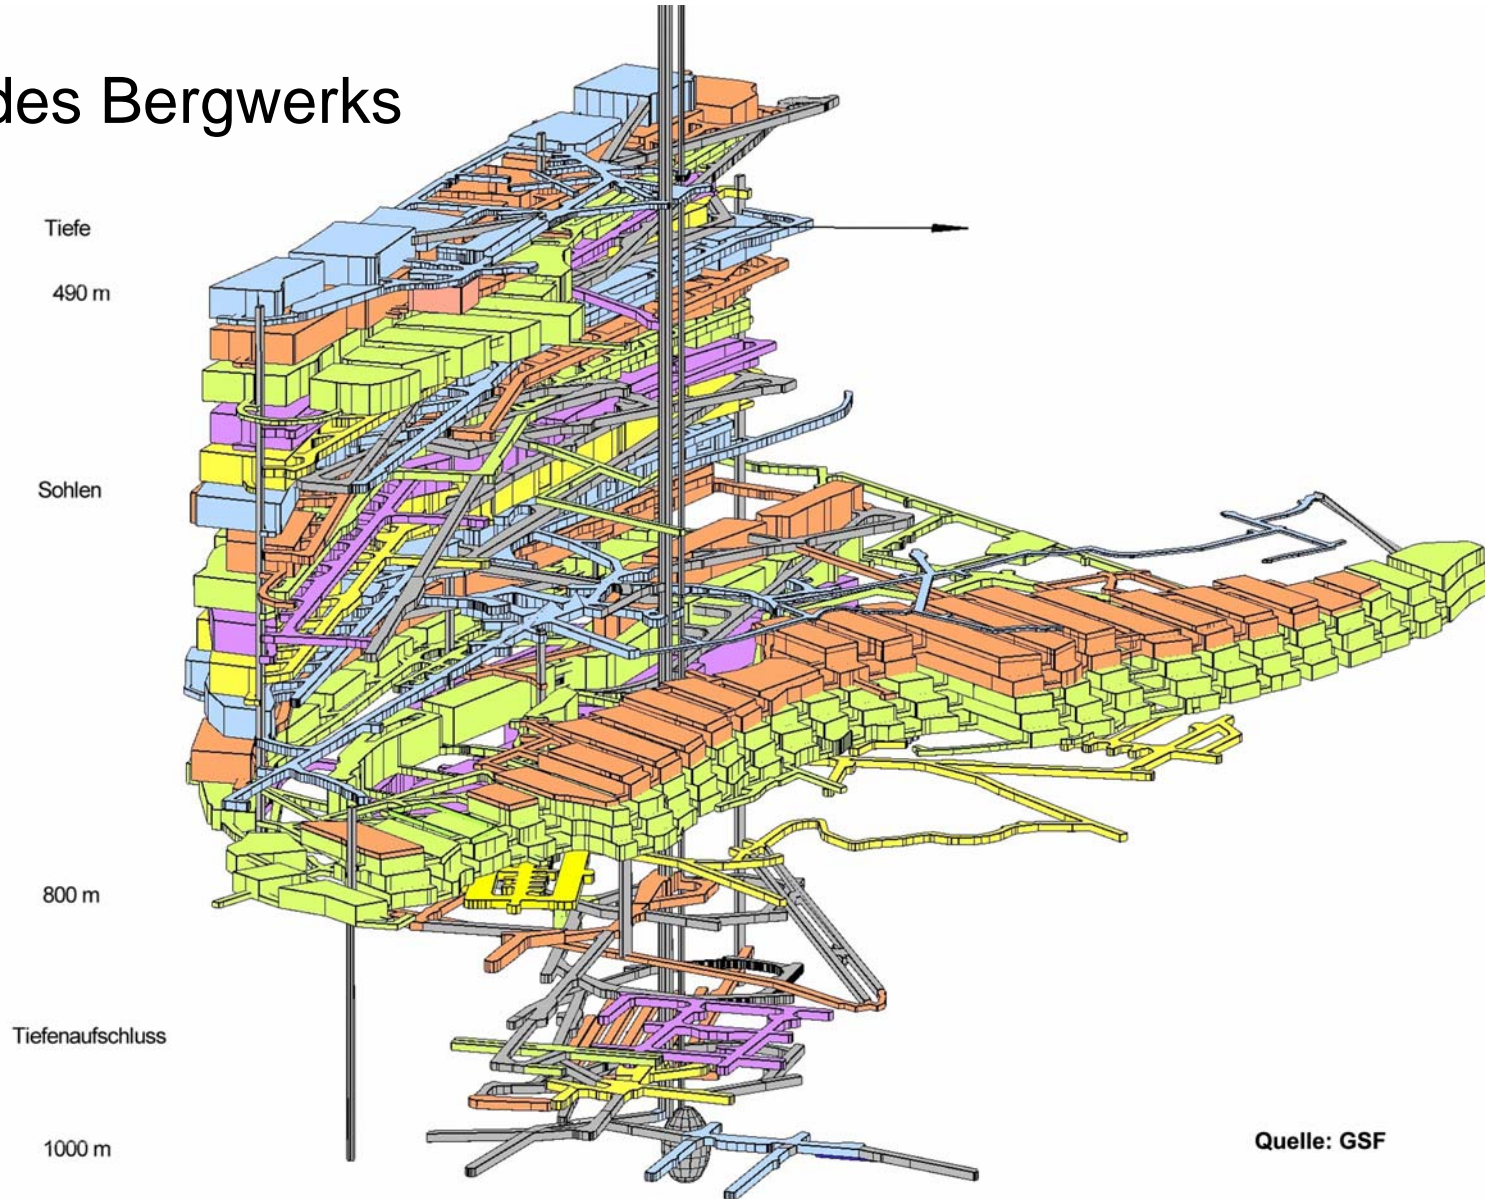 des Bergwerks
Tiefe
490 m
Sohlen
800 m
Tiefenaufschluss
1000 m
Quelle: GSF